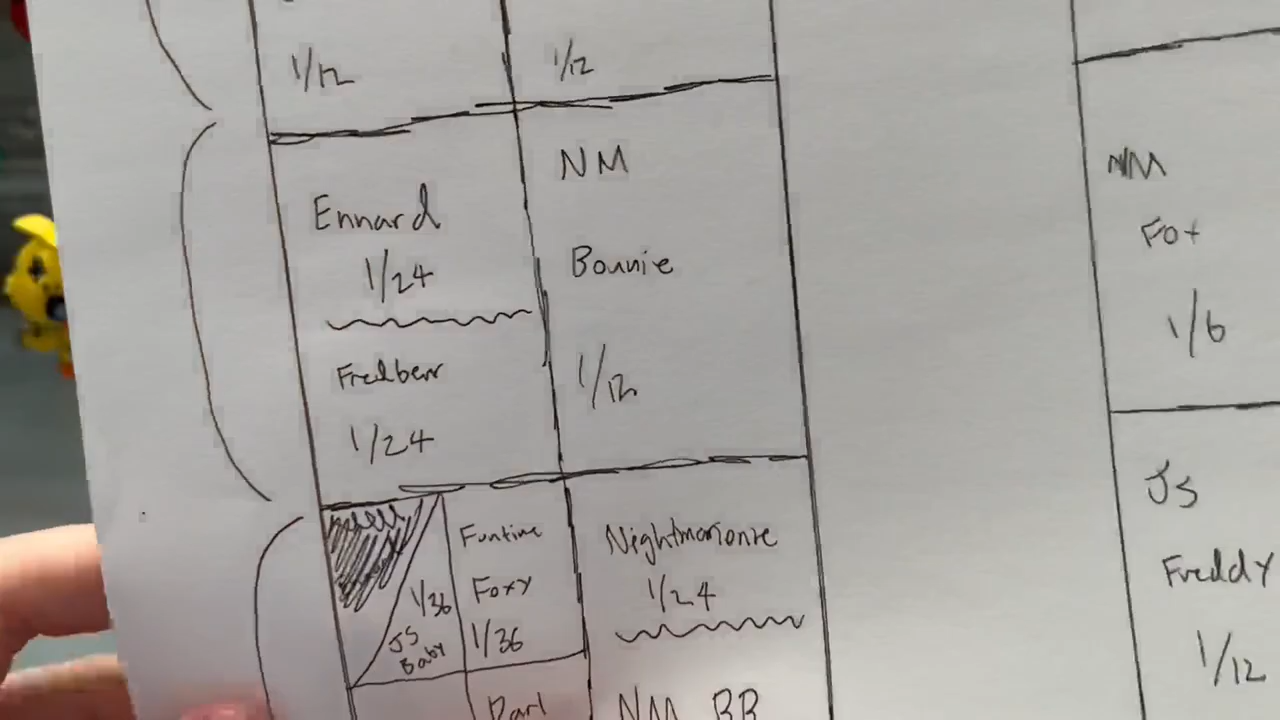 1/12
1/12
Ennard
1/24
Fredbear
1/24
NM
Bonnie
1/12
1/36
JS
Baby
Funtime
Foxy
1/36
Nightmarionne
1/24
NM BB
NM
Fox
1/6
JS
Freddy
1/12